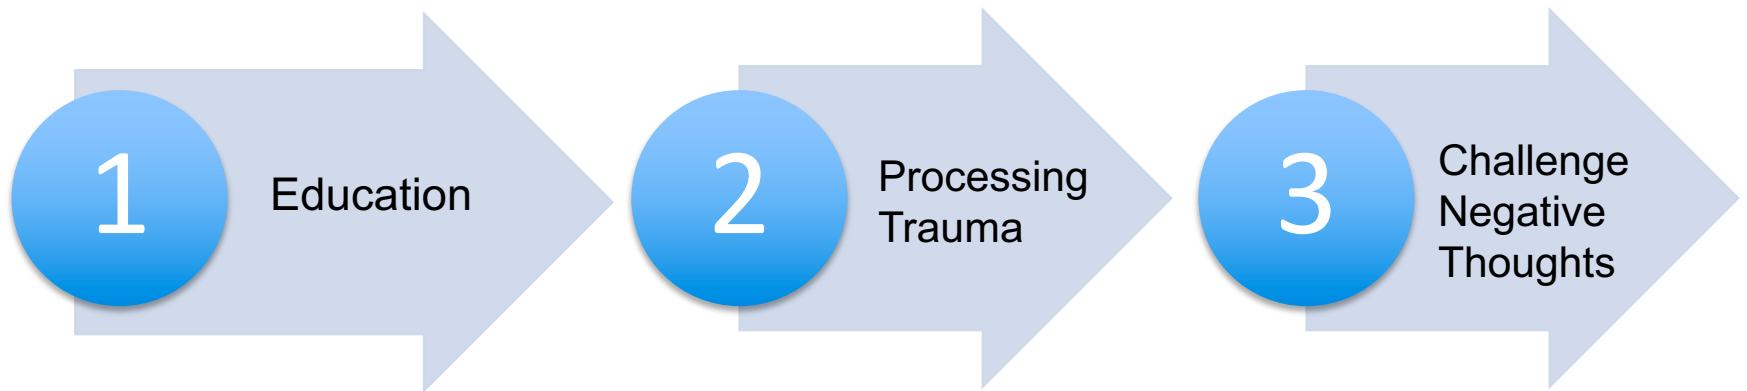 1
Education
2
Processing
Trauma
3
Challenge
Negative
Thoughts